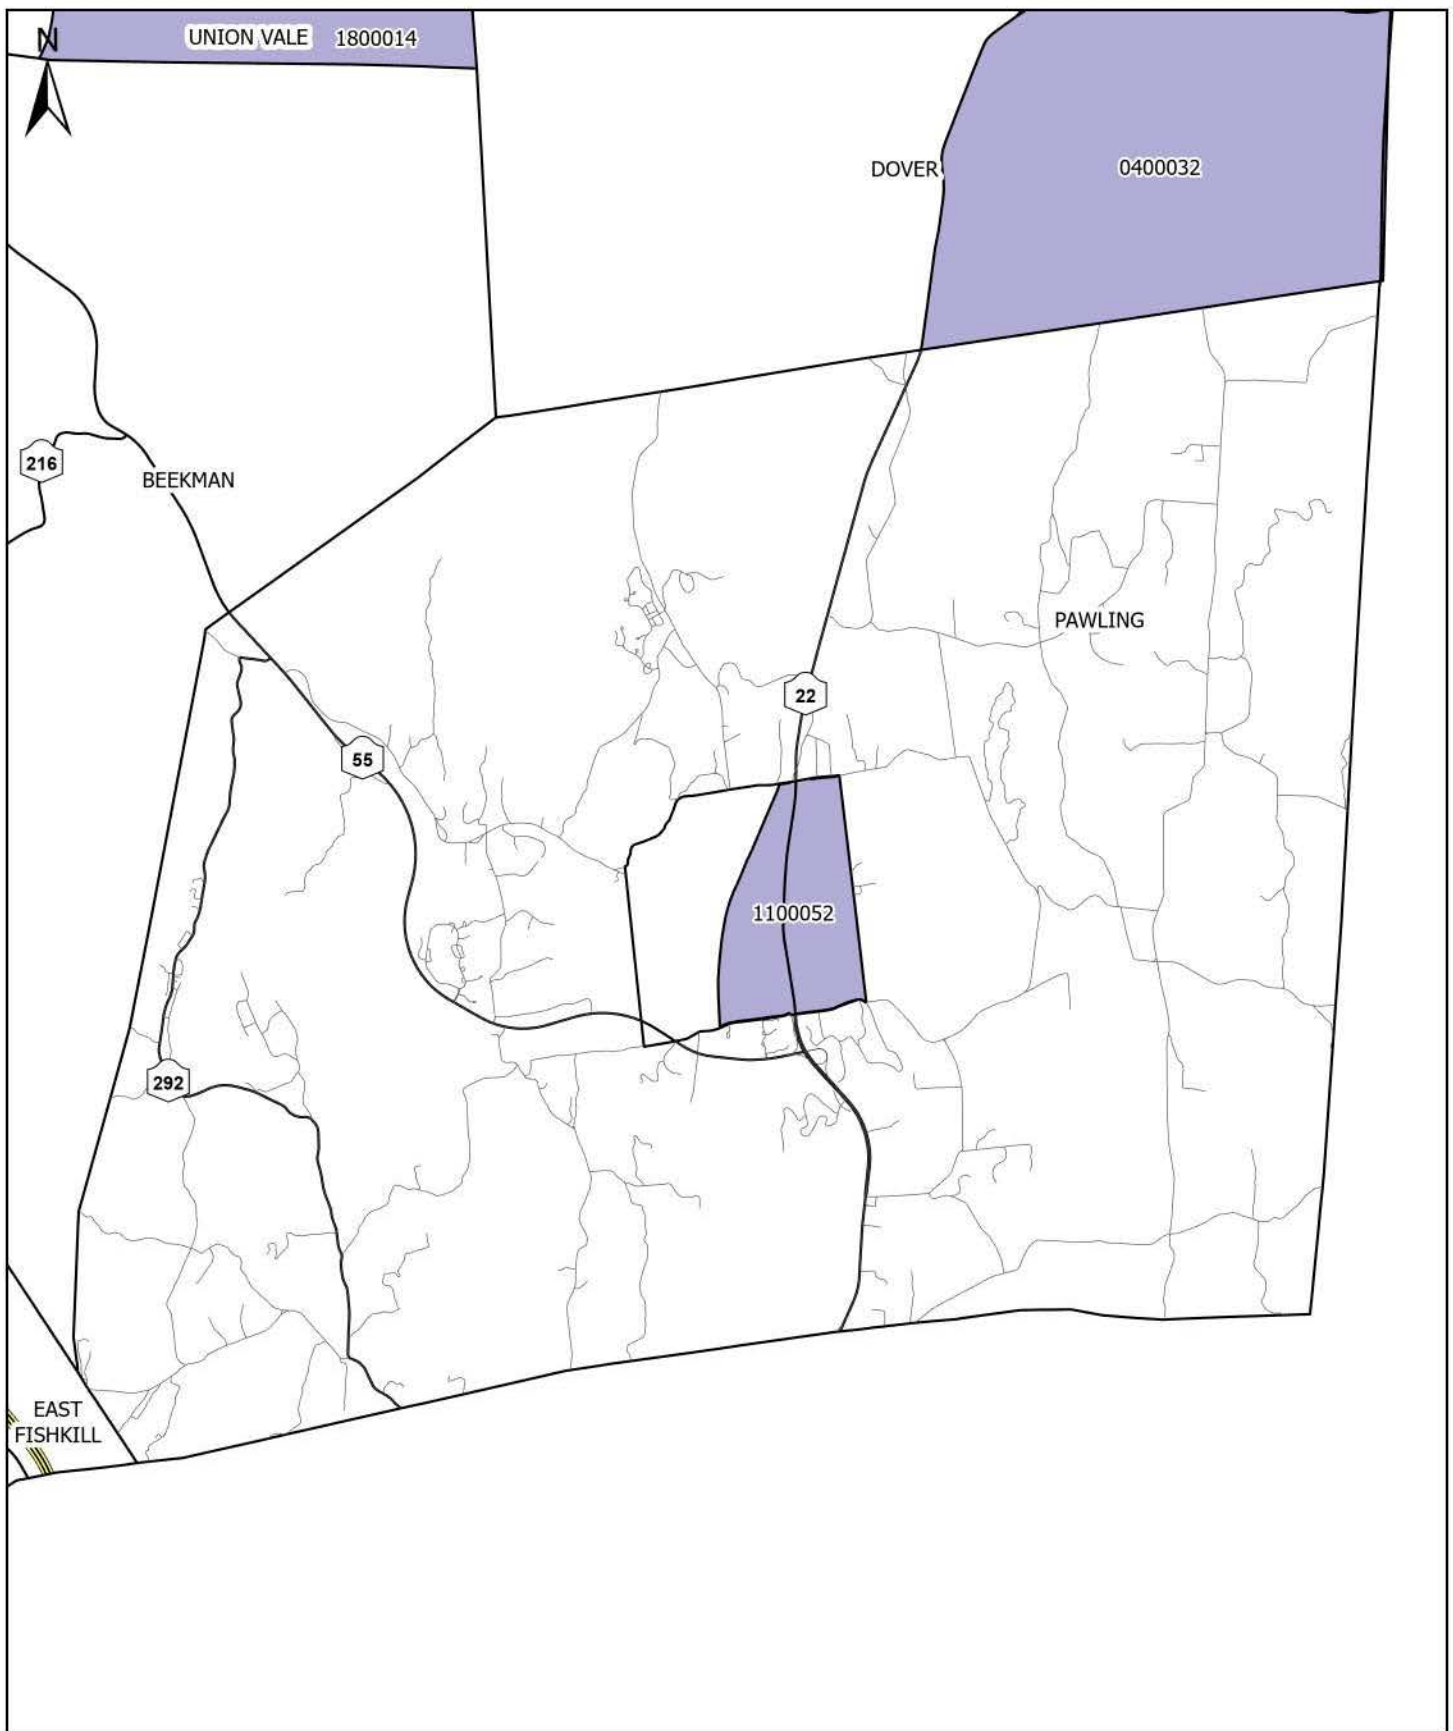 N
UNION VALE 1800014
DOVER
0400032
216
BEEKMAN
PAWLING
22
55
1100052
292
EAST
FISHKILL